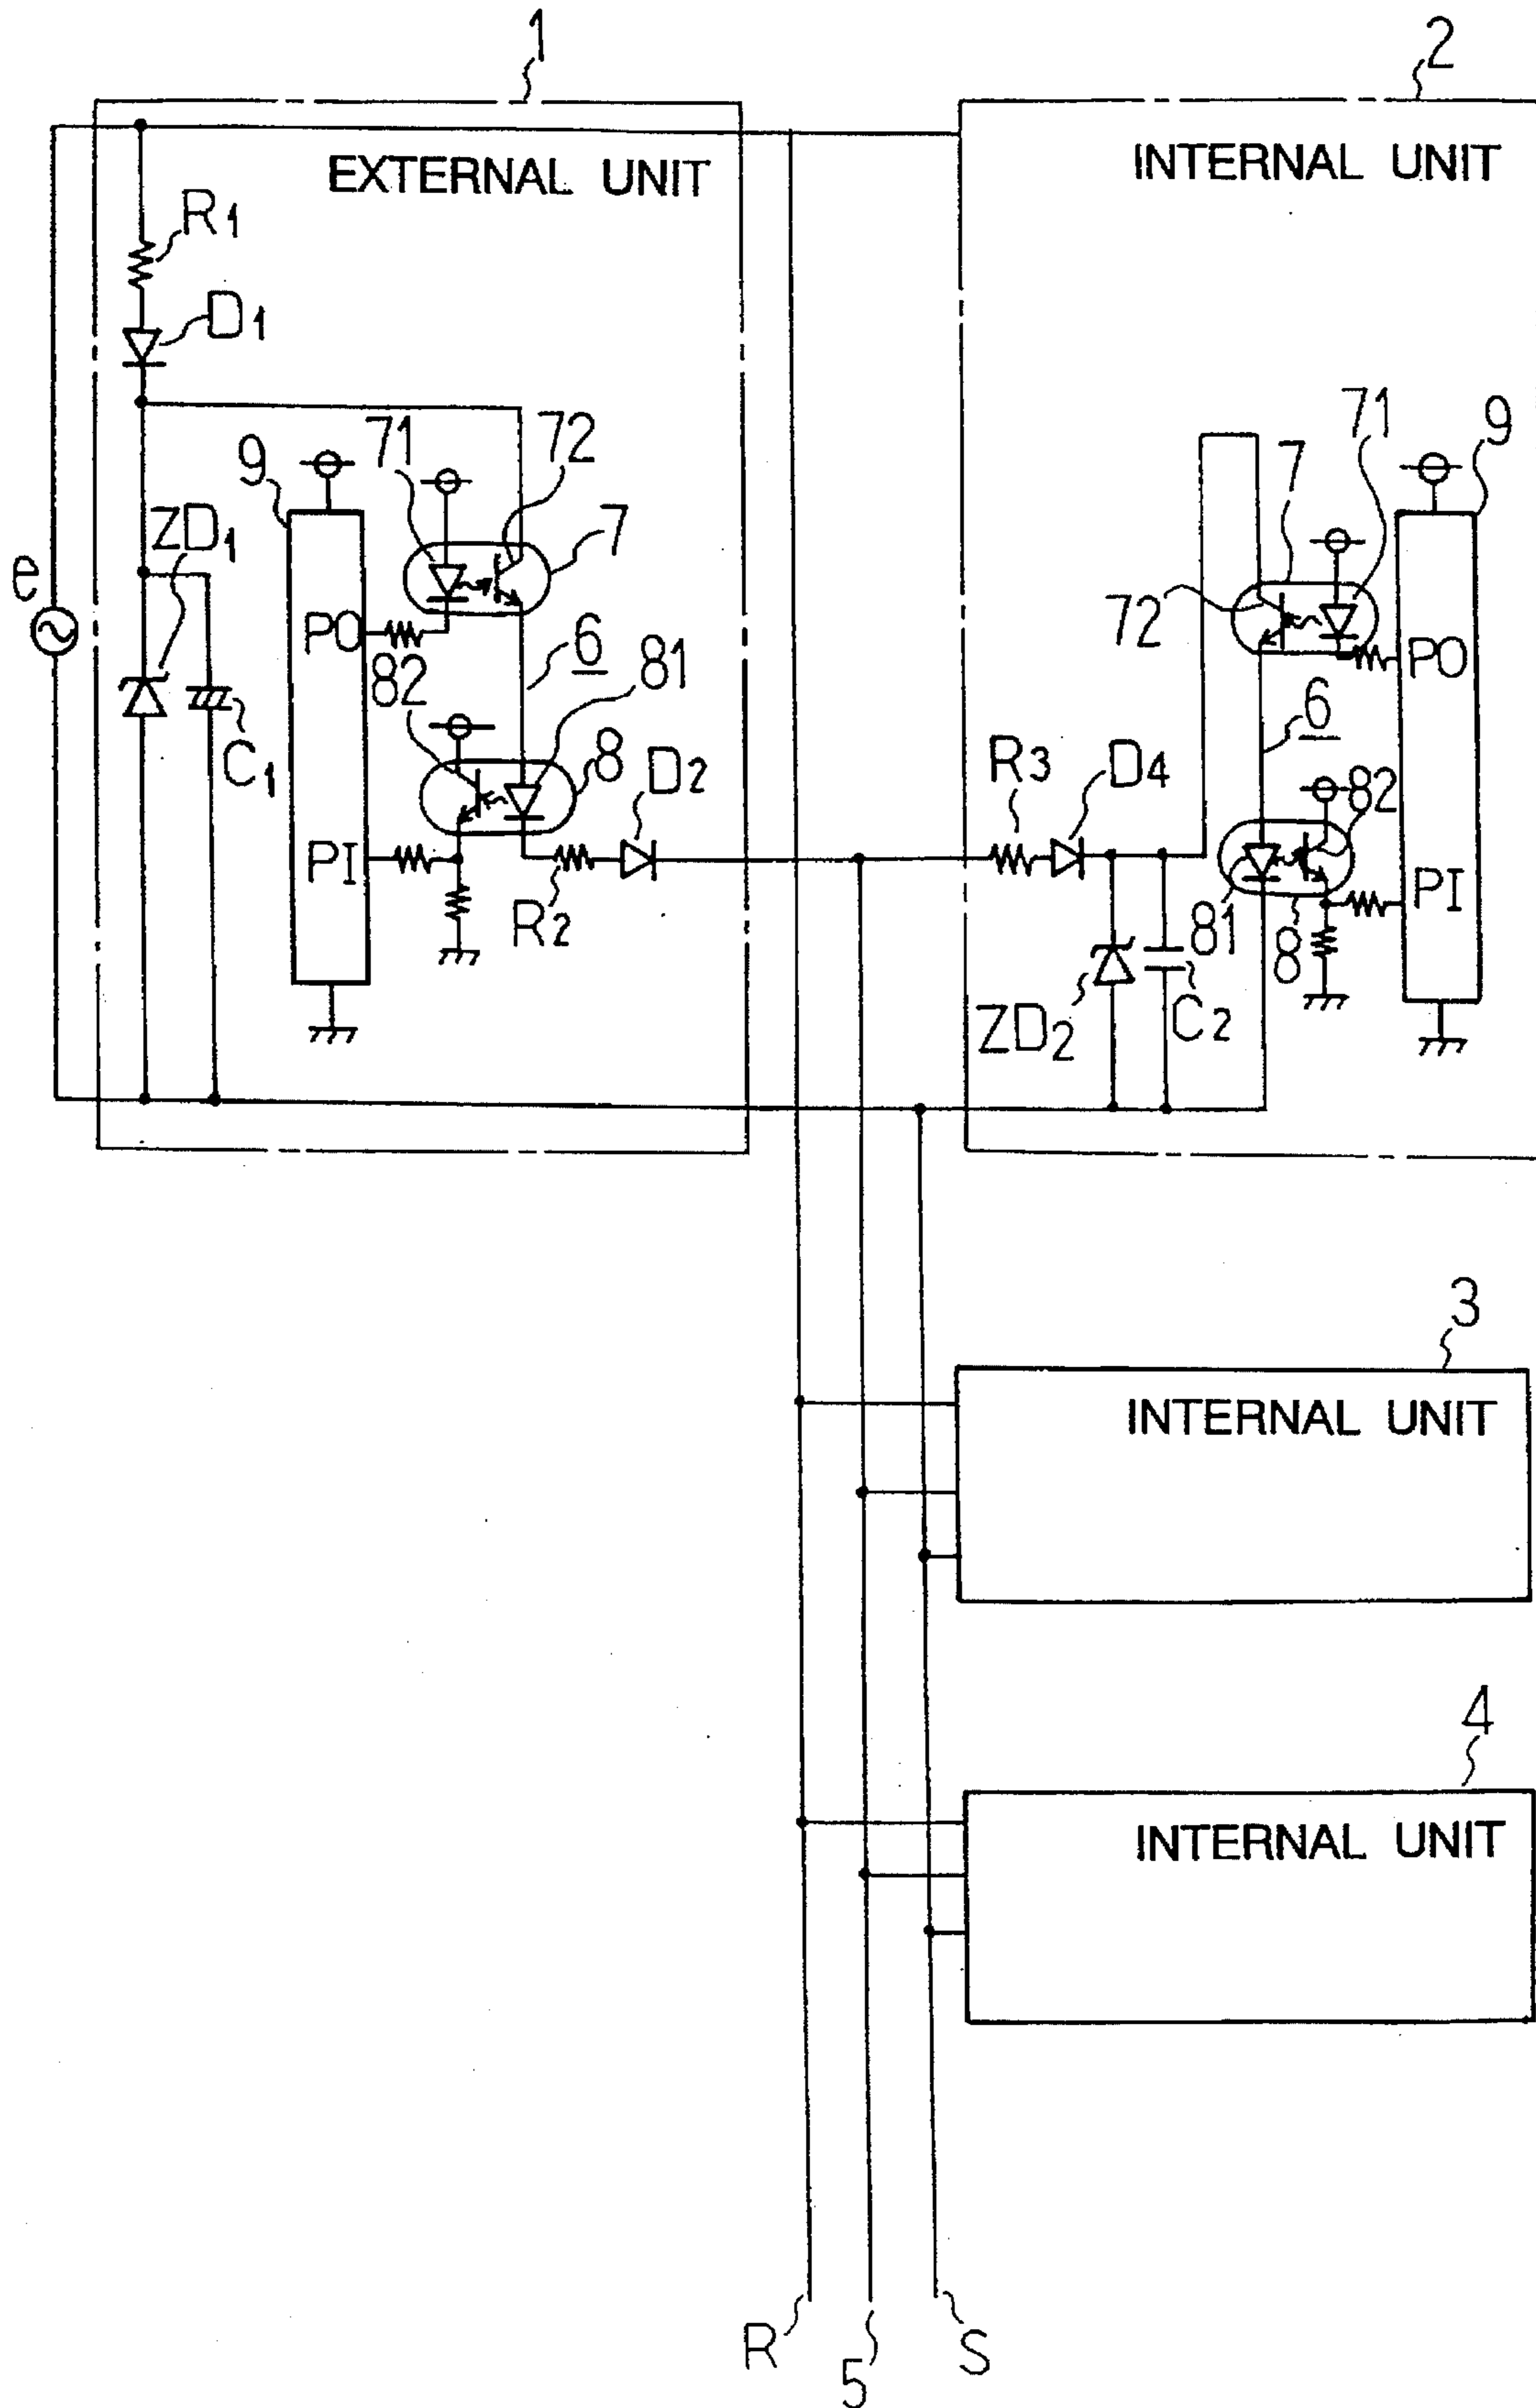 1
2
EXTERNAL UNIT
INTERNAL UNIT
R1
D1
71
72
9
7
ZD1
e
PO
6
81
82
C1
8
D2
PI
R2
71
9
7
72
PO
6
R3
D4
82
81
8
PI
ZD2
C2
3
INTERNAL UNIT
4
INTERNAL UNIT
R
5
S